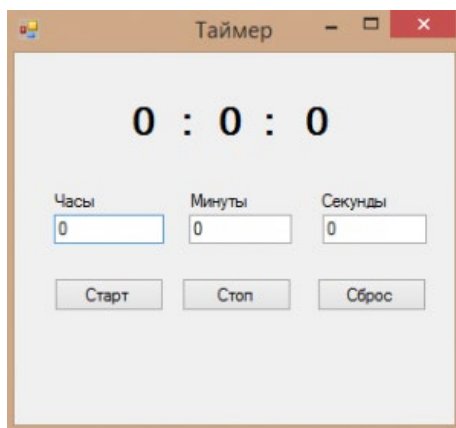 Таймер
0 : 0 : 0
Часы Минуты Секунды
0 0 0
Старт Стоп Сброс